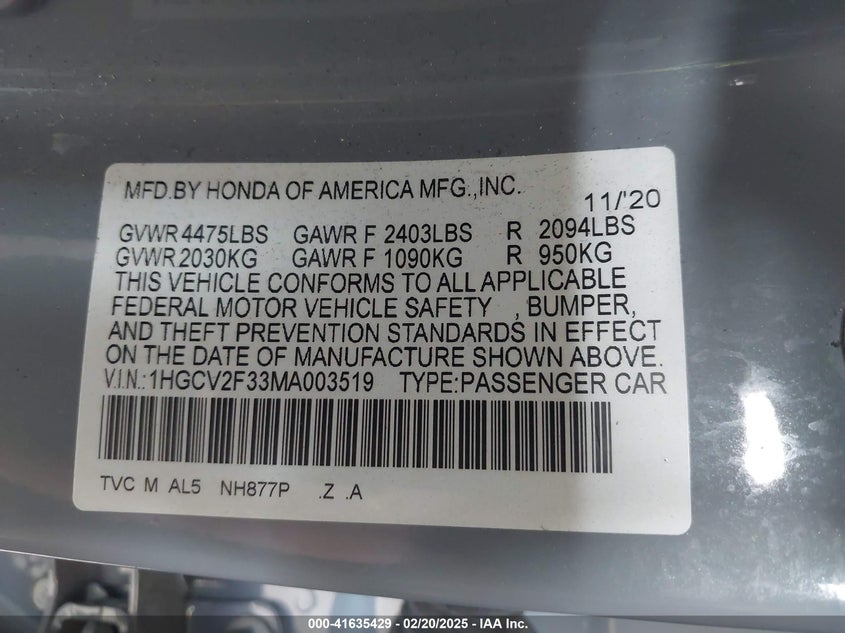 MFD.BY HONDA OF AMERICA MFG.,INC.
11/'20
GVWR 4475LBS GAWR F 2403LBS R 2094LBS
GVWR 2030KG GAWR F 1090KG R 950KG
THIS VEHICLE CONFORMS TO ALL APPLICABLE
FEDERAL MOTOR VEHICLE SAFETY , BUMPER,
AND THEFT PREVENTION STANDARDS IN EFFECT
ON THE DATE OF MANUFACTURE SHOWN ABOVE.
V.I.N.:1HGCV2F33MA003519 TYPE:PASSENGER CAR
TVC M AL5 NH877P .Z .A
000-41635429 - 02/20/2025 - IAA Inc.